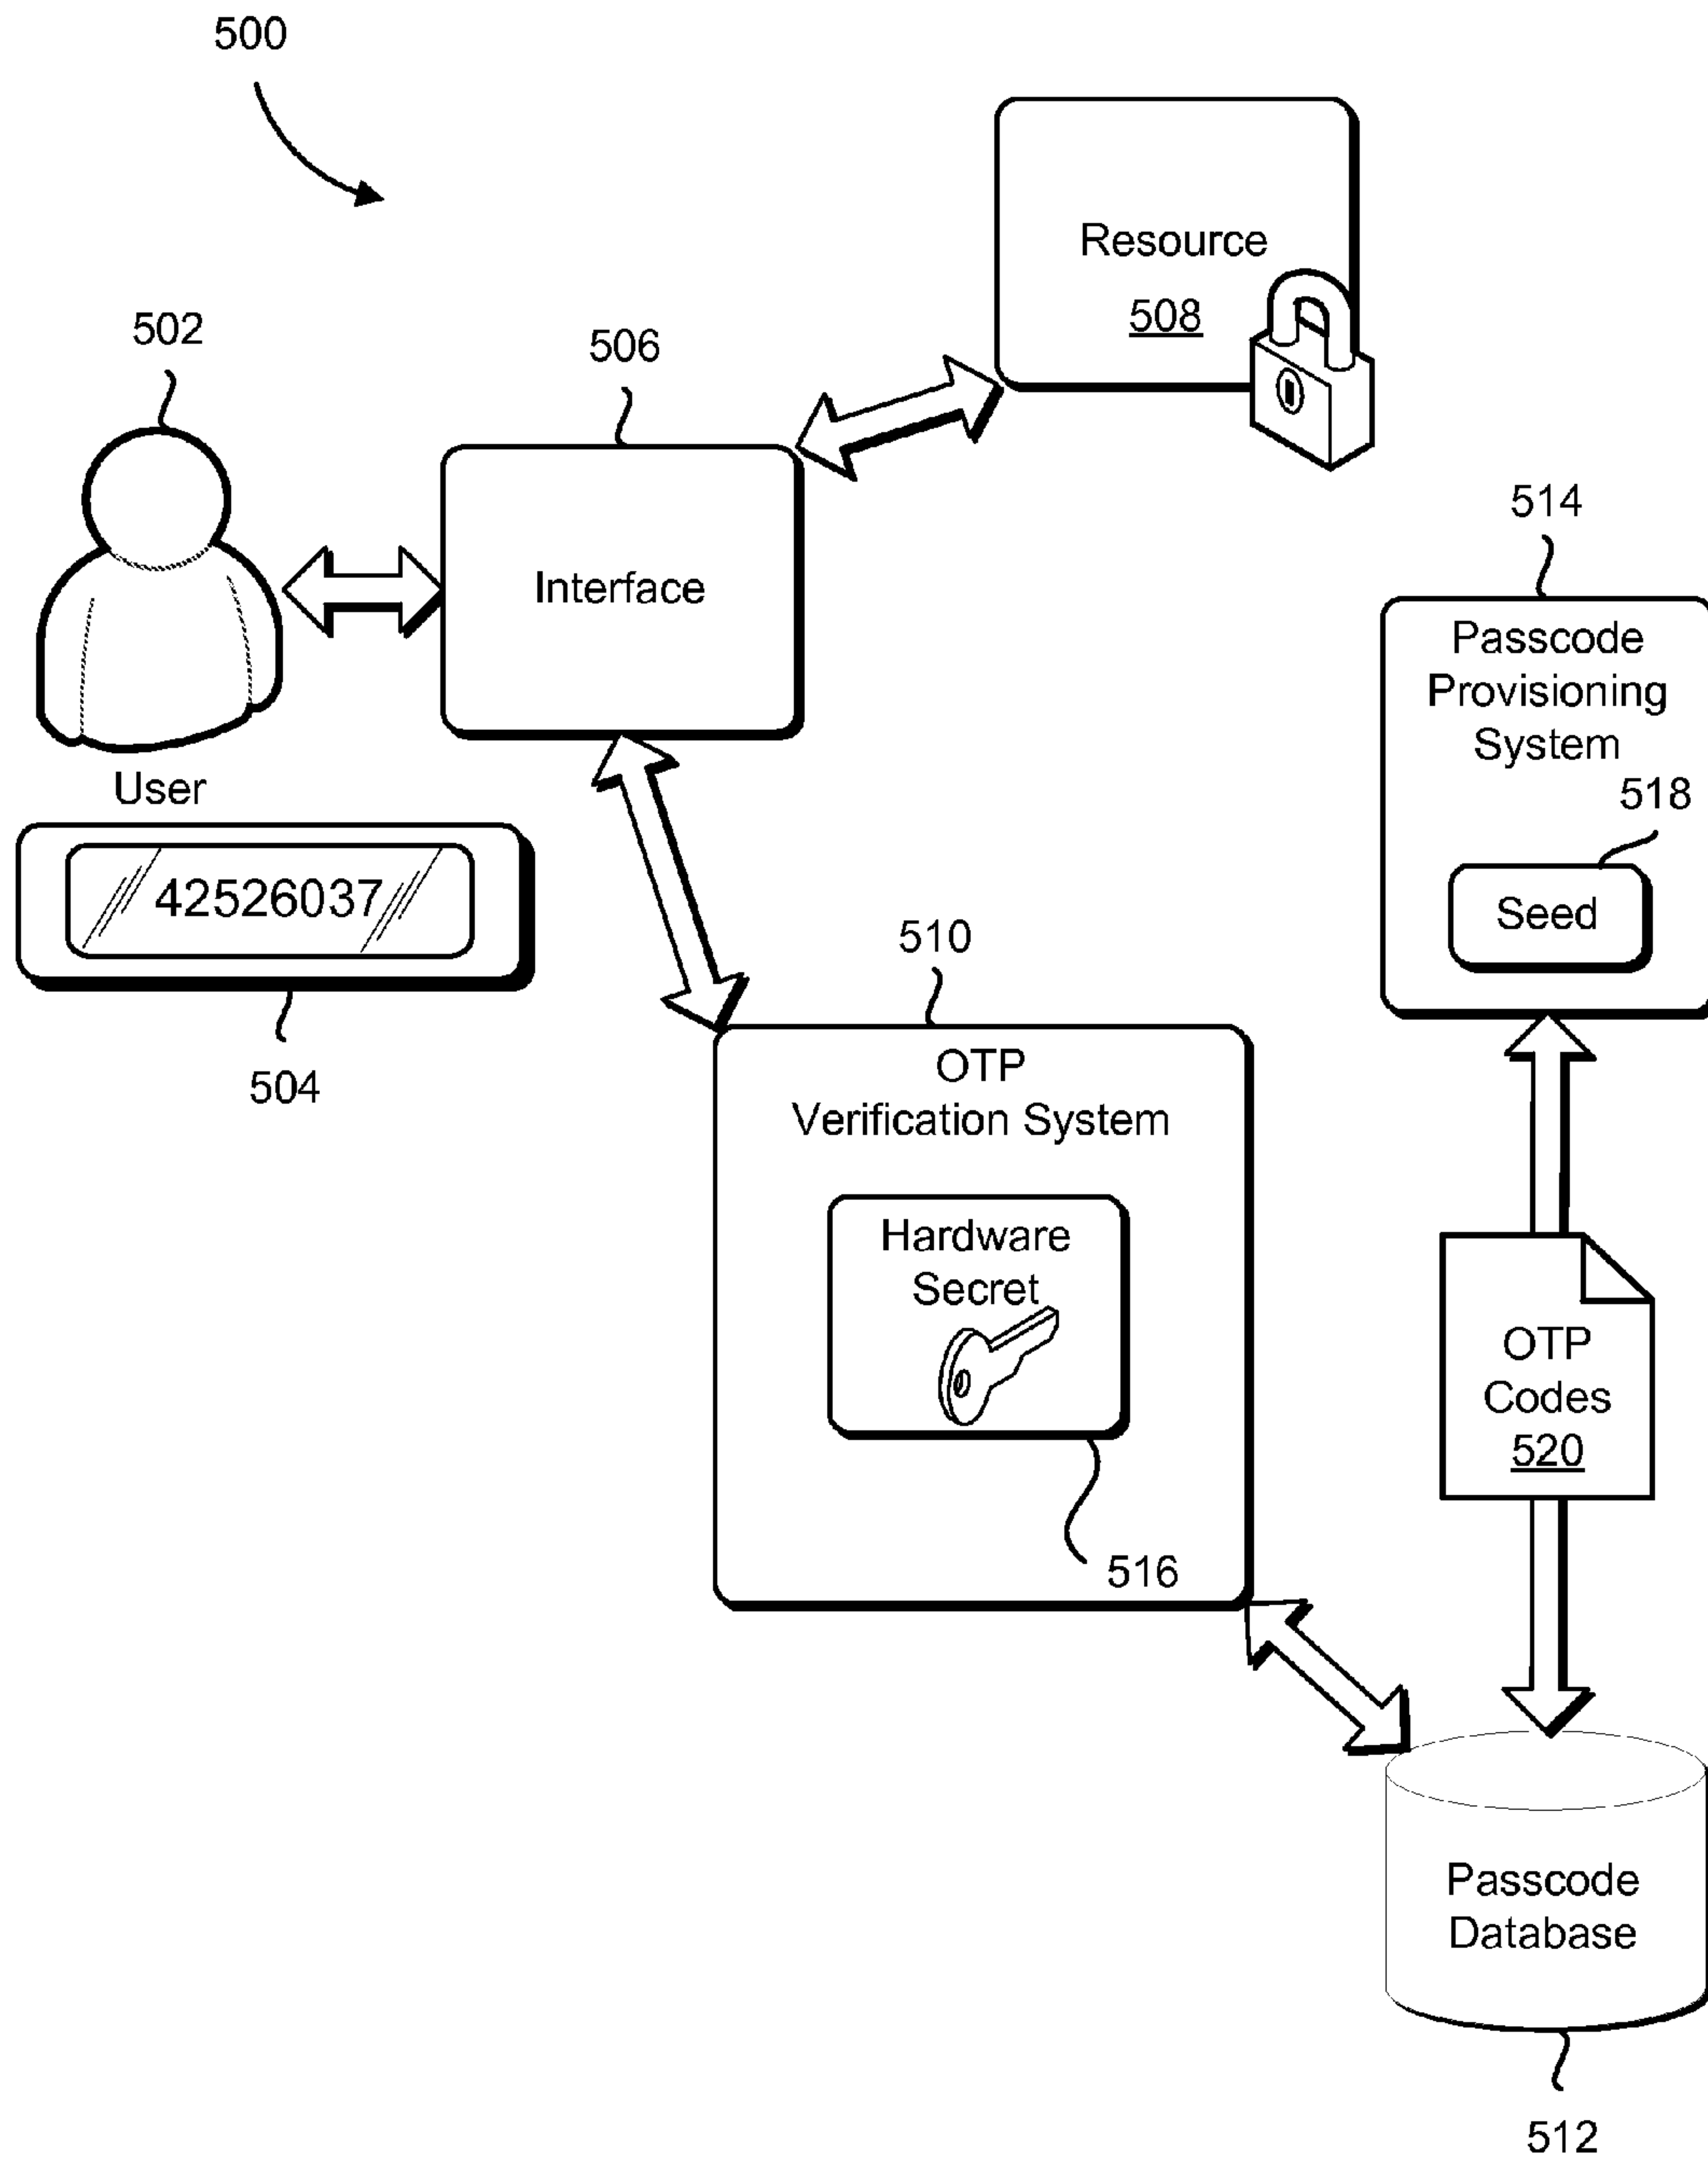 500
Resource
508
502
506
Interface
User
42526037
504
514
Passcode
Provisioning
System
518
Seed
510
OTP
Verification System
Hardware
Secret
516
OTP
Codes
520
Passcode
Database
512